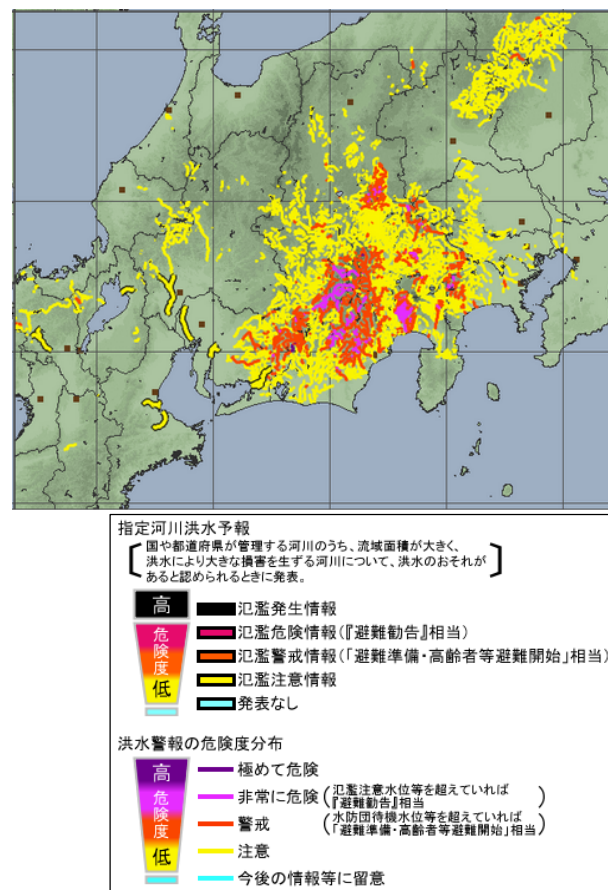 指定河川洪水予報
国や都道府県が管理する河川のうち、流域面積が大きく、
洪水により大きな損害を生ずる河川について、洪水のおそれが
あると認められるときに発表。
高
危険度
低
氾濫発生情報
氾濫危険情報(『避難勧告』相当)
氾濫警戒情報(「避難準備・高齢者等避難開始」相当)
氾濫注意情報
発表なし
洪水警報の危険度分布
高
危険度
低
極めて危険
非常に危険(氾濫注意水位等を超えていれば
『避難勧告』相当)
警戒(水防団待機水位等を超えていれば
「避難準備・高齢者等避難開始」相当)
注意
今後の情報等に留意